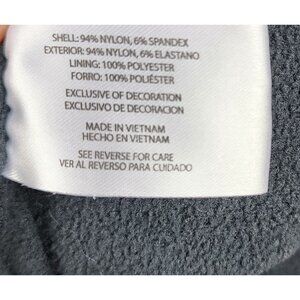 SHELL: 94% NYLON, 6% SPANDEX
EXTERIOR: 94% NYLON, 6% ELASTANO
LINING: 100% POLYESTER
FORRO: 100% POLIÉSTER
EXCLUSIVE OF DECORATION
EXCLUSIVO DE DECORACION
MADE IN VIETNAM
HECHO EN VIETNAM
SEE REVERSE FOR CARE
VER AL REVERSO PARA CUIDADO